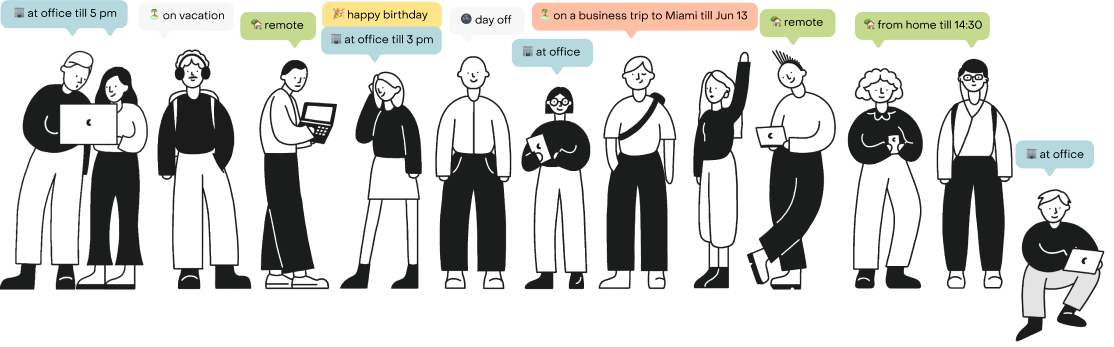 🏢 at office till 5 pm
🏝️ on vacation
🏡 remote
🎉 happy birthday
🏢 at office till 3 pm
🌚 day off
🏢 at office
🏝️ on a business trip to Miami till Jun 13
🏡 remote
🏡 from home till 14:30
🏢 at office